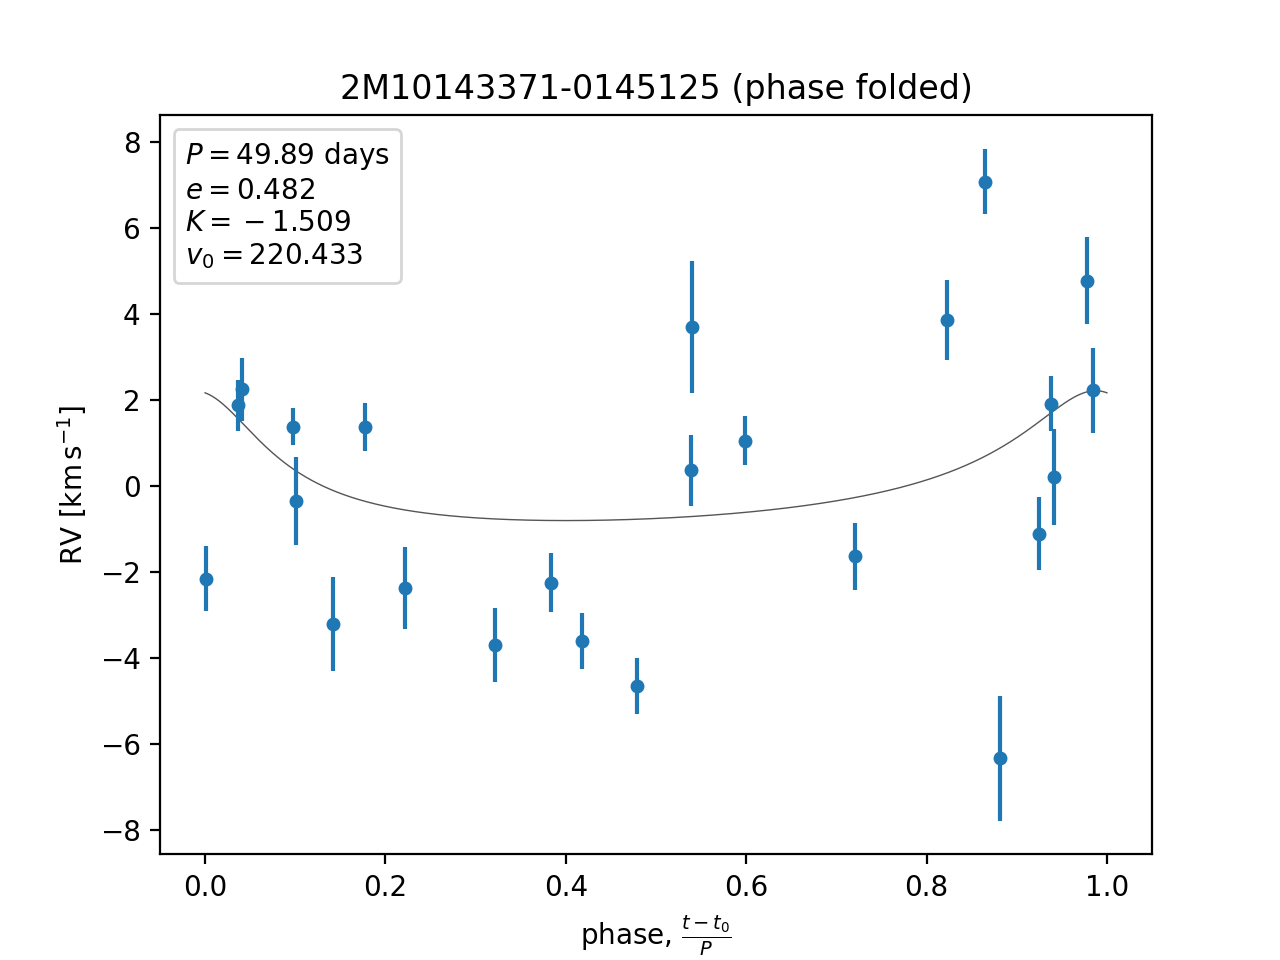 2M10143371-0145125 (phase folded)
P = 49.89 days
e = 0.482
K = −1.509
v₀ = 220.433
8
6
4
2
0
−2
−4
−6
−8
RV [km s⁻¹]
0.0 0.2 0.4 0.6 0.8 1.0
phase, (t − t₀)/P